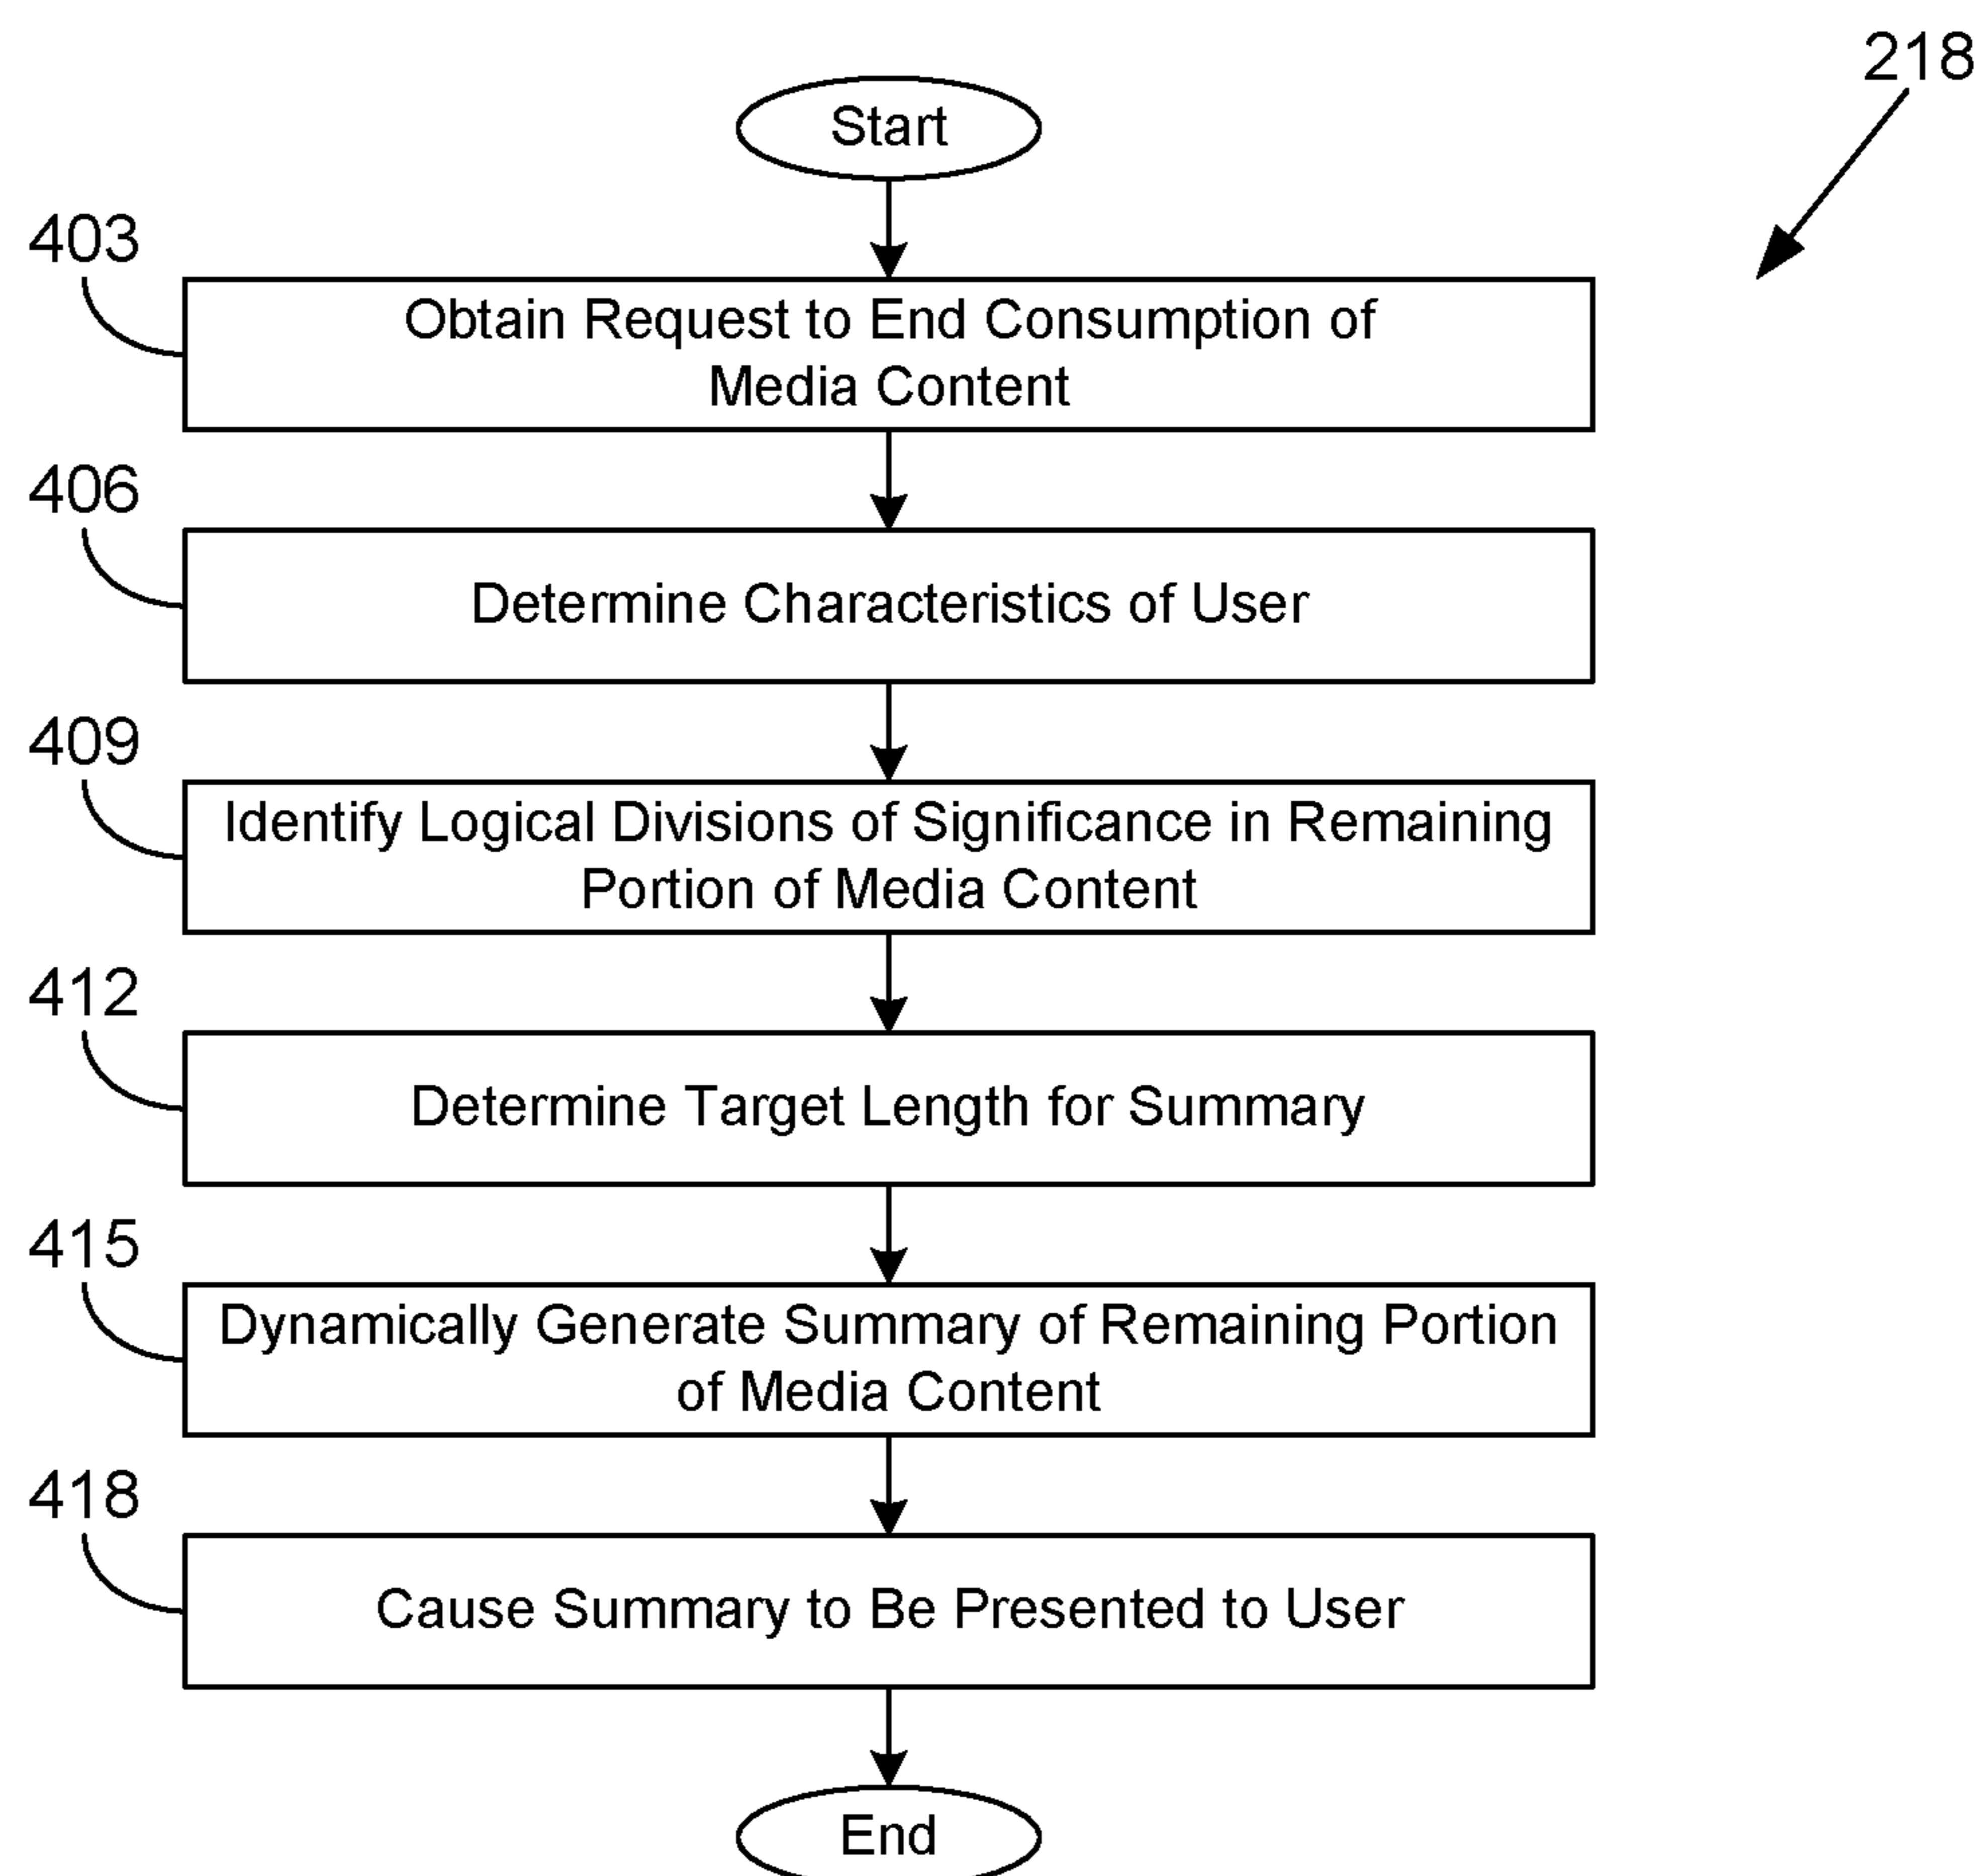 218
Start
403
Obtain Request to End Consumption of
Media Content
406
Determine Characteristics of User
409
Identify Logical Divisions of Significance in Remaining
Portion of Media Content
412
Determine Target Length for Summary
415
Dynamically Generate Summary of Remaining Portion
of Media Content
418
Cause Summary to Be Presented to User
End